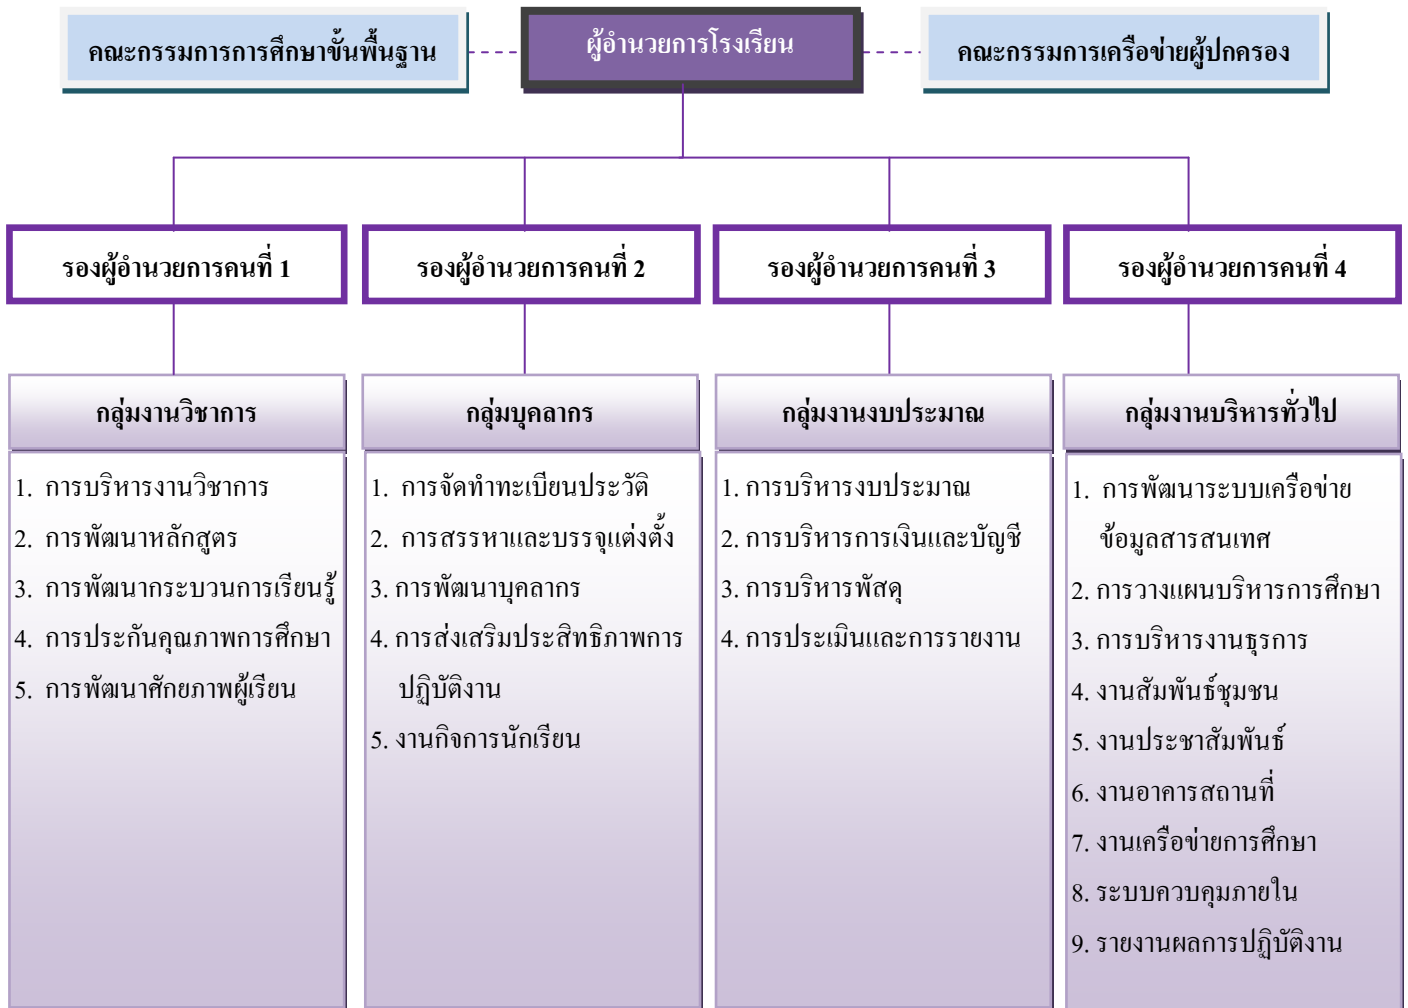 คณะกรรมการการศึกษาขั้นพื้นฐาน
ผู้อำนวยการโรงเรียน
คณะกรรมการเครือข่ายผู้ปกครอง
รองผู้อำนวยการคนที่ 1
รองผู้อำนวยการคนที่ 2
รองผู้อำนวยการคนที่ 3
รองผู้อำนวยการคนที่ 4
กลุ่มงานวิชาการ
1. การบริหารงานวิชาการ
2. การพัฒนาหลักสูตร
3. การพัฒนากระบวนการเรียนรู้
4. การประกันคุณภาพการศึกษา
5. การพัฒนาศักยภาพผู้เรียน
กลุ่มบุคลากร
1. การจัดทำทะเบียนประวัติ
2. การสรรหาและบรรจุแต่งตั้ง
3. การพัฒนาบุคลากร
4. การส่งเสริมประสิทธิภาพการ
ปฏิบัติงาน
5. งานกิจการนักเรียน
กลุ่มงานงบประมาณ
1. การบริหารงบประมาณ
2. การบริหารการเงินและบัญชี
3. การบริหารพัสดุ
4. การประเมินและการรายงาน
กลุ่มงานบริหารทั่วไป
1. การพัฒนาระบบเครือข่าย
ข้อมูลสารสนเทศ
2. การวางแผนบริหารการศึกษา
3. การบริหารงานธุรการ
4. งานสัมพันธ์ชุมชน
5. งานประชาสัมพันธ์
6. งานอาคารสถานที่
7. งานเครือข่ายการศึกษา
8. ระบบควบคุมภายใน
9. รายงานผลการปฏิบัติงาน